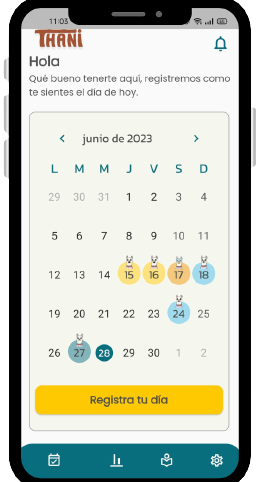 11:03
THANI
Hola
Qué bueno tenerte aquí, registremos como
te sientes el día de hoy.
junio de 2023
L M M J V S D
29 30 31 1 2 3 4
5 6 7 8 9 10 11
12 13 14 15 16 17 18
19 20 21 22 23 24 25
26 27 28 29 30 1 2
Registra tu día